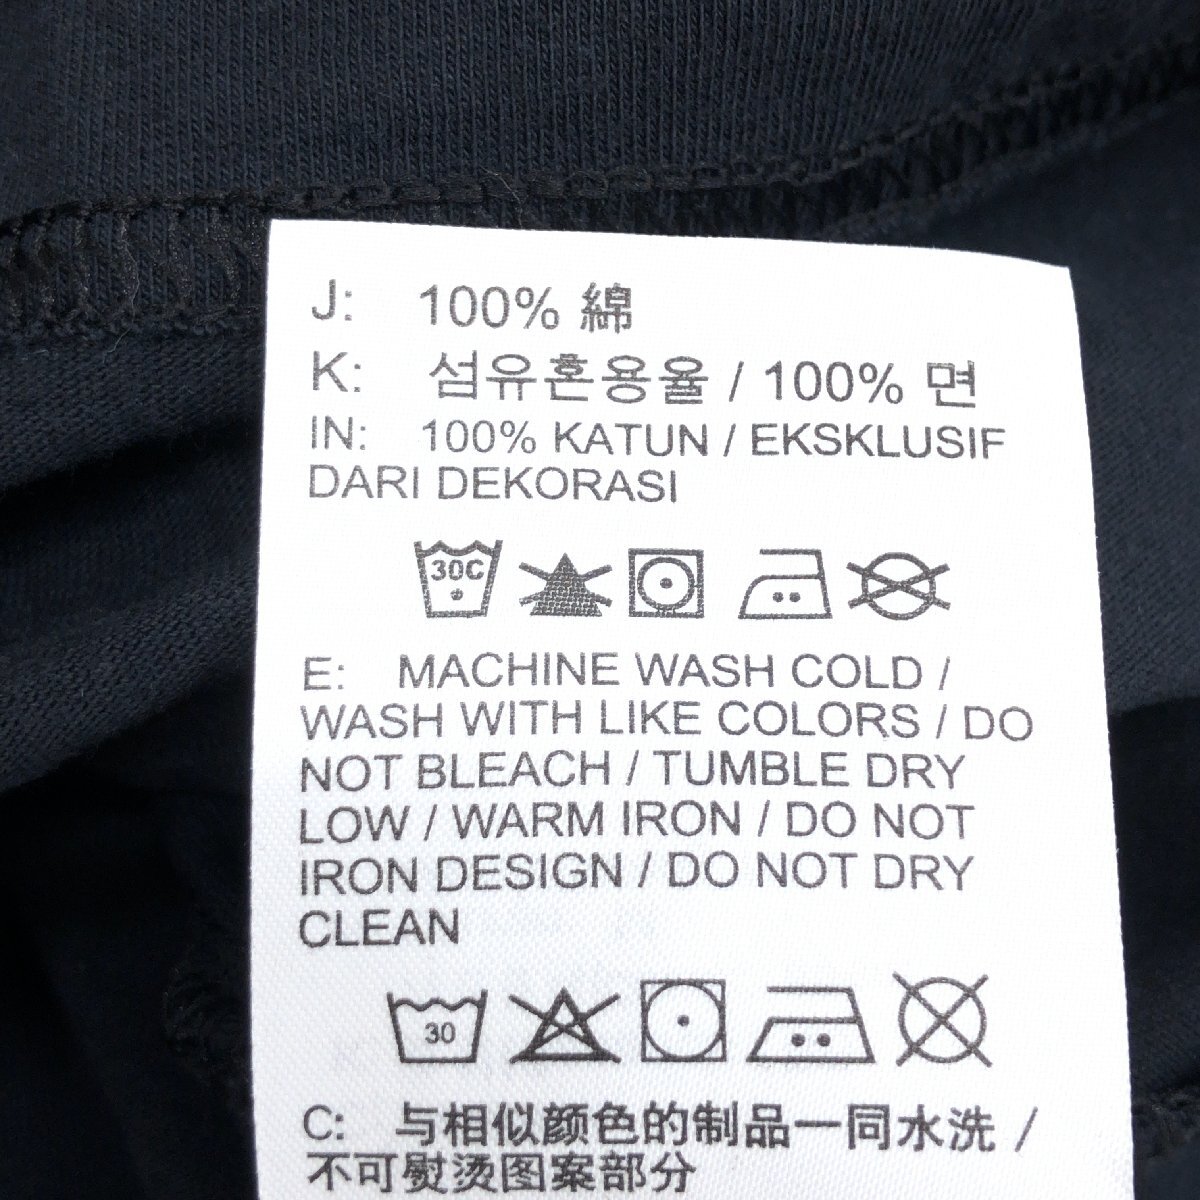 J: 100% 綿
K: 섬유혼용율 / 100% 면
IN: 100% KATUN / EKSKLUSIF
DARI DEKORASI
30C
E: MACHINE WASH COLD /
WASH WITH LIKE COLORS / DO
NOT BLEACH / TUMBLE DRY
LOW / WARM IRON / DO NOT
IRON DESIGN / DO NOT DRY
CLEAN
30
C: 与相似颜色的制品一同水洗 /
不可熨烫图案部分